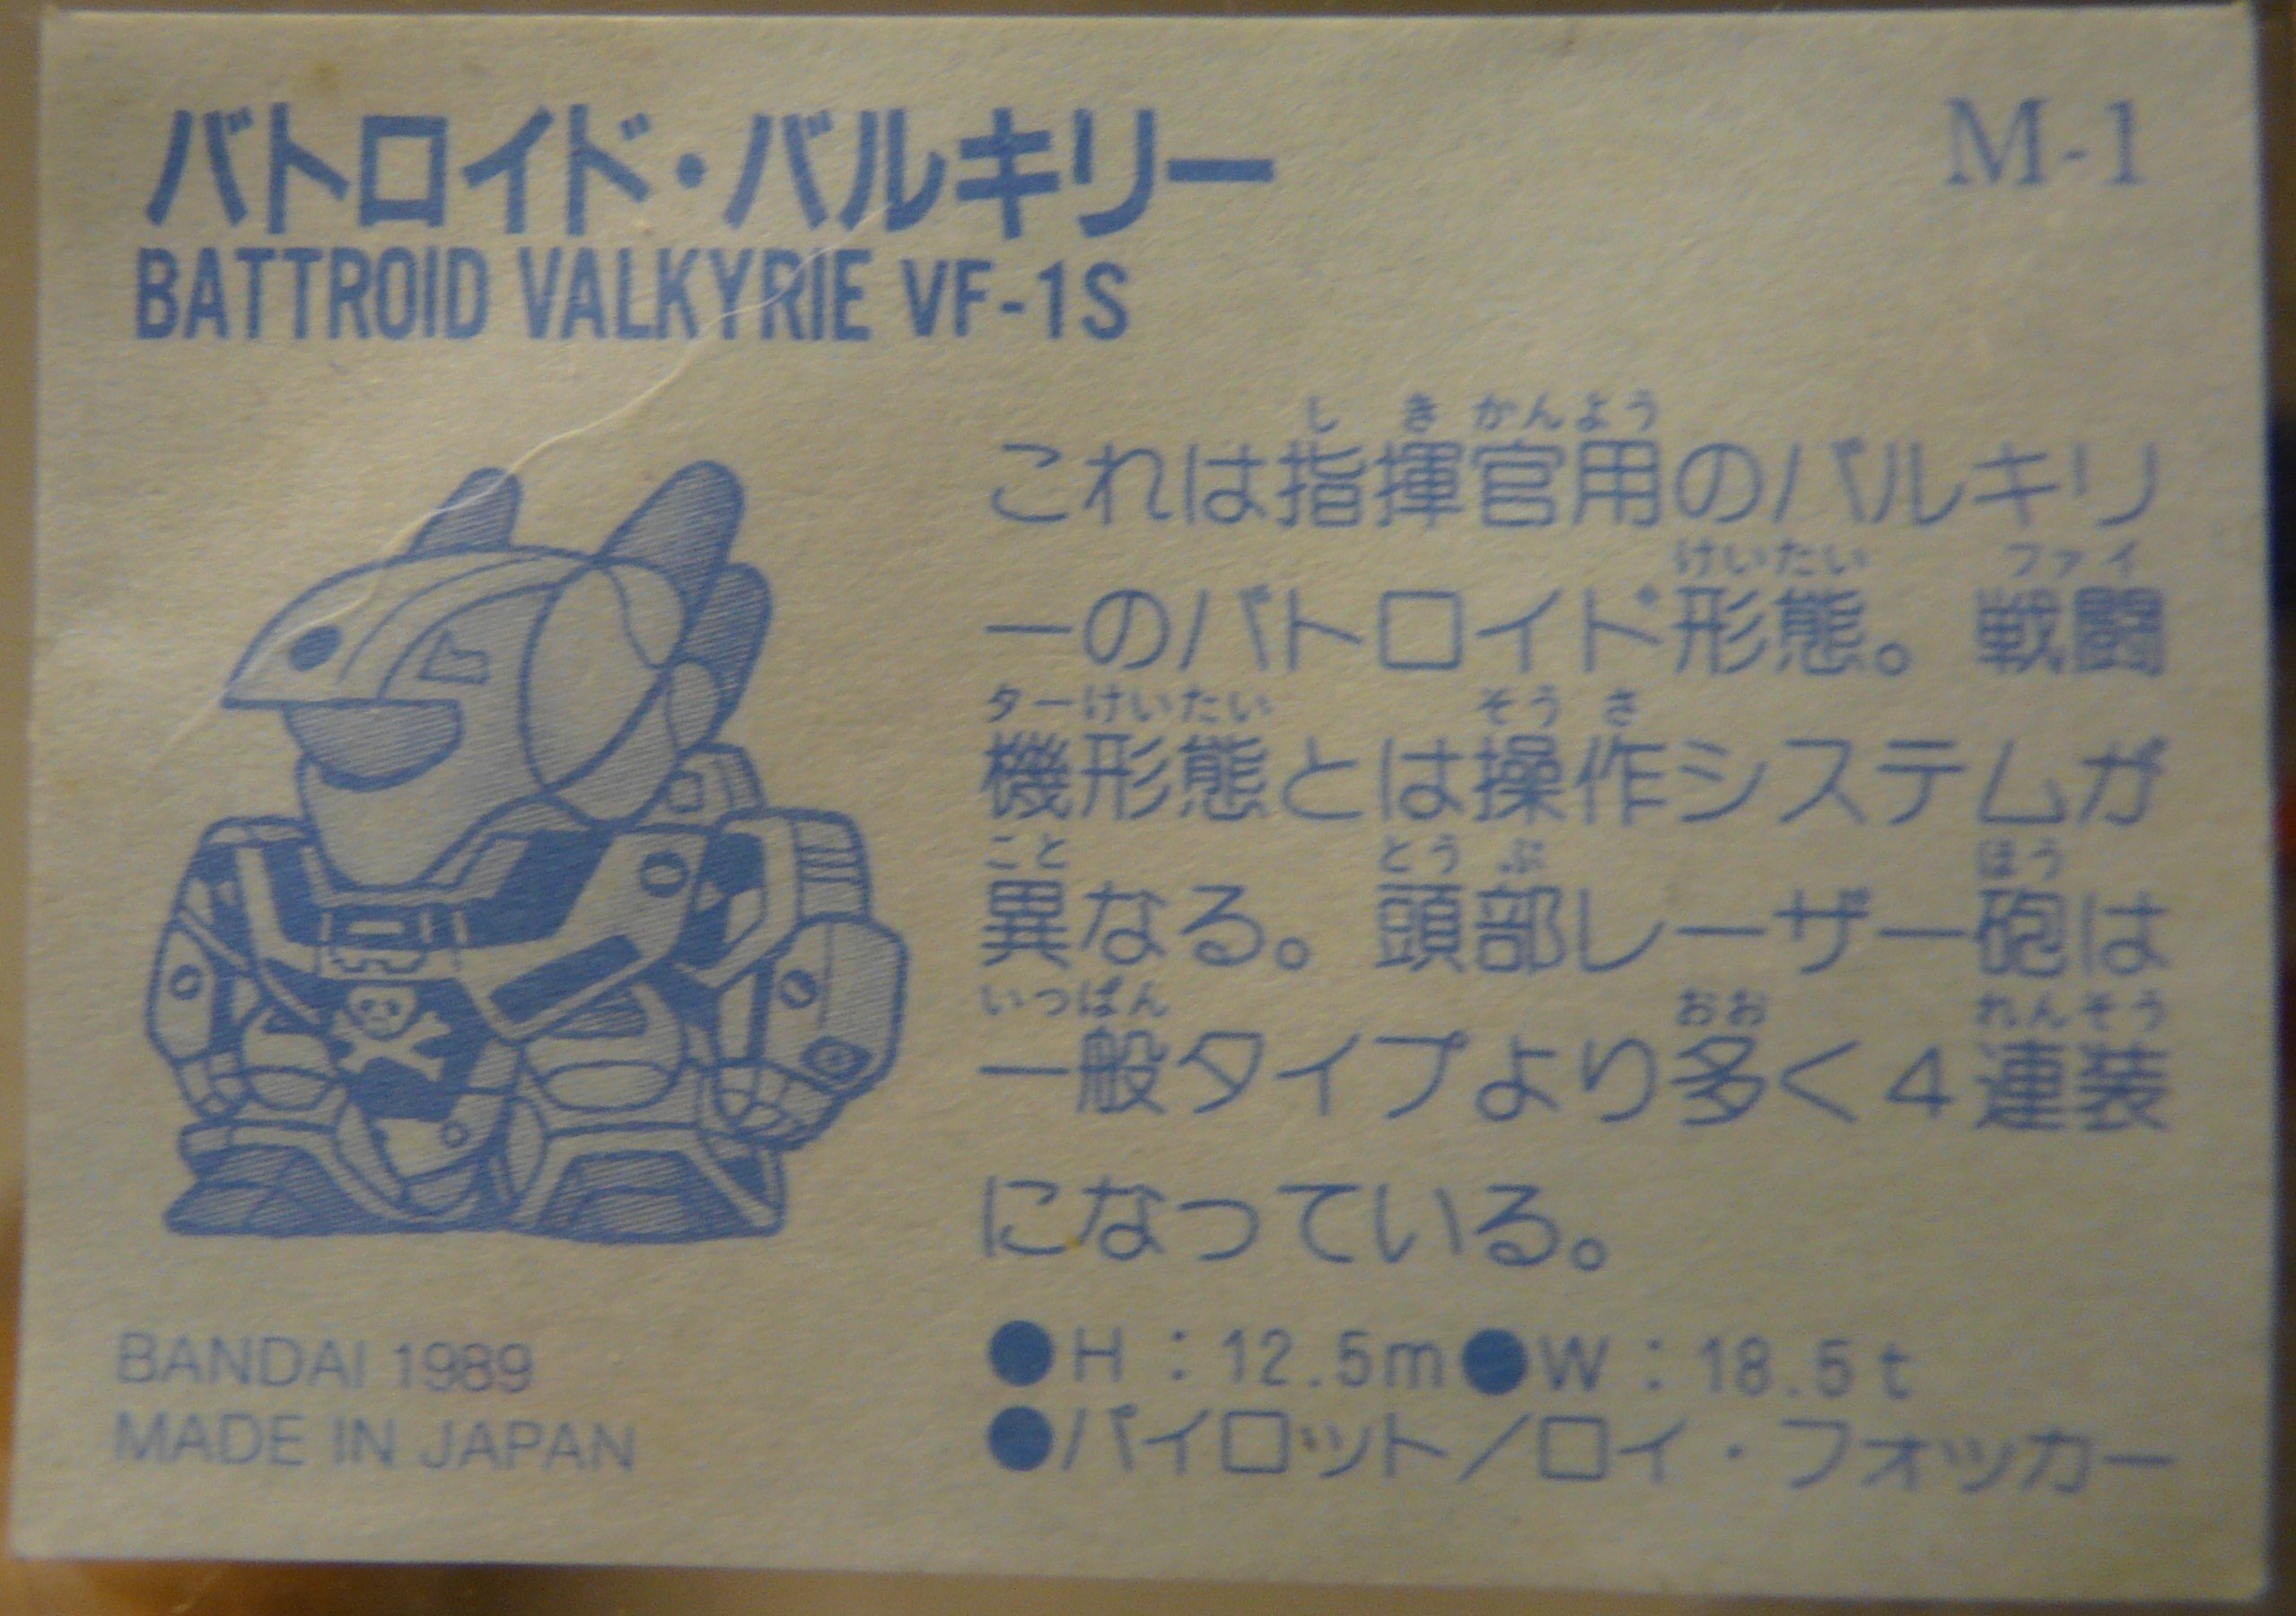 バトロイド・バルキリー
M-1
BATTROID VALKYRIE VF-1S
し き かんよう
これは指揮官用のバルキリ
けいたい ファイ
ーのバトロイド形態。戦闘
ターけいたい そう さ
機形態とは操作システムが
こと とう ぶ ほう
異なる。頭部レーザー砲は
いっぱん おお れんそう
一般タイプより多く4連装
になっている。
●H：12.5m●W：18.5t
●パイロット／ロイ・フォッカー
BANDAI 1989
MADE IN JAPAN